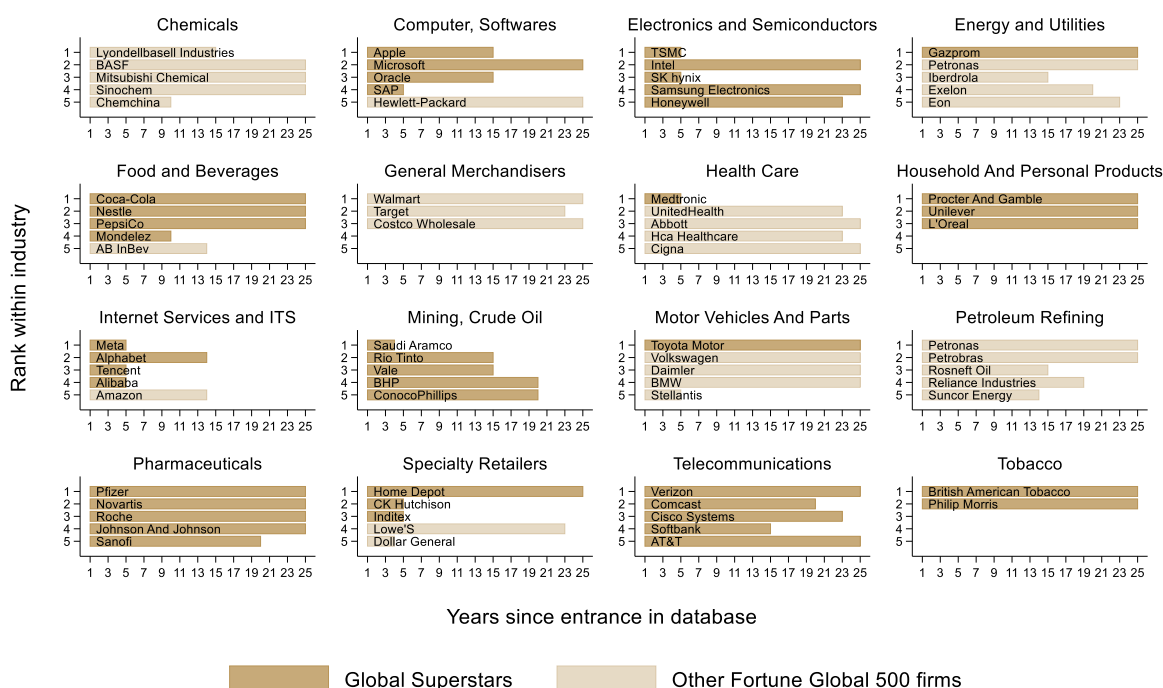 Chemicals
1 Lyondellbasell Industries
2 BASF
3 Mitsubishi Chemical
4 Sinochem
5 Chemchina
1 3 5 7 9 11 13 15 17 19 21 23 25
Computer, Softwares
1 Apple
2 Microsoft
3 Oracle
4 SAP
5 Hewlett-Packard
1 3 5 7 9 11 13 15 17 19 21 23 25
Electronics and Semiconductors
1 TSMC
2 Intel
3 SK hynix
4 Samsung Electronics
5 Honeywell
1 3 5 7 9 11 13 15 17 19 21 23 25
Energy and Utilities
1 Gazprom
2 Petronas
3 Iberdrola
4 Exelon
5 Eon
1 3 5 7 9 11 13 15 17 19 21 23 25
Food and Beverages
1 Coca-Cola
2 Nestle
3 PepsiCo
4 Mondelez
5 AB InBev
1 3 5 7 9 11 13 15 17 19 21 23 25
General Merchandisers
1 Walmart
2 Target
3 Costco Wholesale
4
5
1 3 5 7 9 11 13 15 17 19 21 23 25
Health Care
1 Medtronic
2 UnitedHealth
3 Abbott
4 Hca Healthcare
5 Cigna
1 3 5 7 9 11 13 15 17 19 21 23 25
Household And Personal Products
1 Procter And Gamble
2 Unilever
3 L'Oreal
4
5
1 3 5 7 9 11 13 15 17 19 21 23 25
Internet Services and ITS
1 Meta
2 Alphabet
3 Tencent
4 Alibaba
5 Amazon
1 3 5 7 9 11 13 15 17 19 21 23 25
Mining, Crude Oil
1 Saudi Aramco
2 Rio Tinto
3 Vale
4 BHP
5 ConocoPhillips
1 3 5 7 9 11 13 15 17 19 21 23 25
Motor Vehicles And Parts
1 Toyota Motor
2 Volkswagen
3 Daimler
4 BMW
5 Stellantis
1 3 5 7 9 11 13 15 17 19 21 23 25
Petroleum Refining
1 Petronas
2 Petrobras
3 Rosneft Oil
4 Reliance Industries
5 Suncor Energy
1 3 5 7 9 11 13 15 17 19 21 23 25
Pharmaceuticals
1 Pfizer
2 Novartis
3 Roche
4 Johnson And Johnson
5 Sanofi
1 3 5 7 9 11 13 15 17 19 21 23 25
Specialty Retailers
1 Home Depot
2 CK Hutchison
3 Inditex
4 Lowe'S
5 Dollar General
1 3 5 7 9 11 13 15 17 19 21 23 25
Telecommunications
1 Verizon
2 Comcast
3 Cisco Systems
4 Softbank
5 AT&T
1 3 5 7 9 11 13 15 17 19 21 23 25
Tobacco
1 British American Tobacco
2 Philip Morris
3
4
5
1 3 5 7 9 11 13 15 17 19 21 23 25
Rank within industry
Years since entrance in database
Global Superstars
Other Fortune Global 500 firms